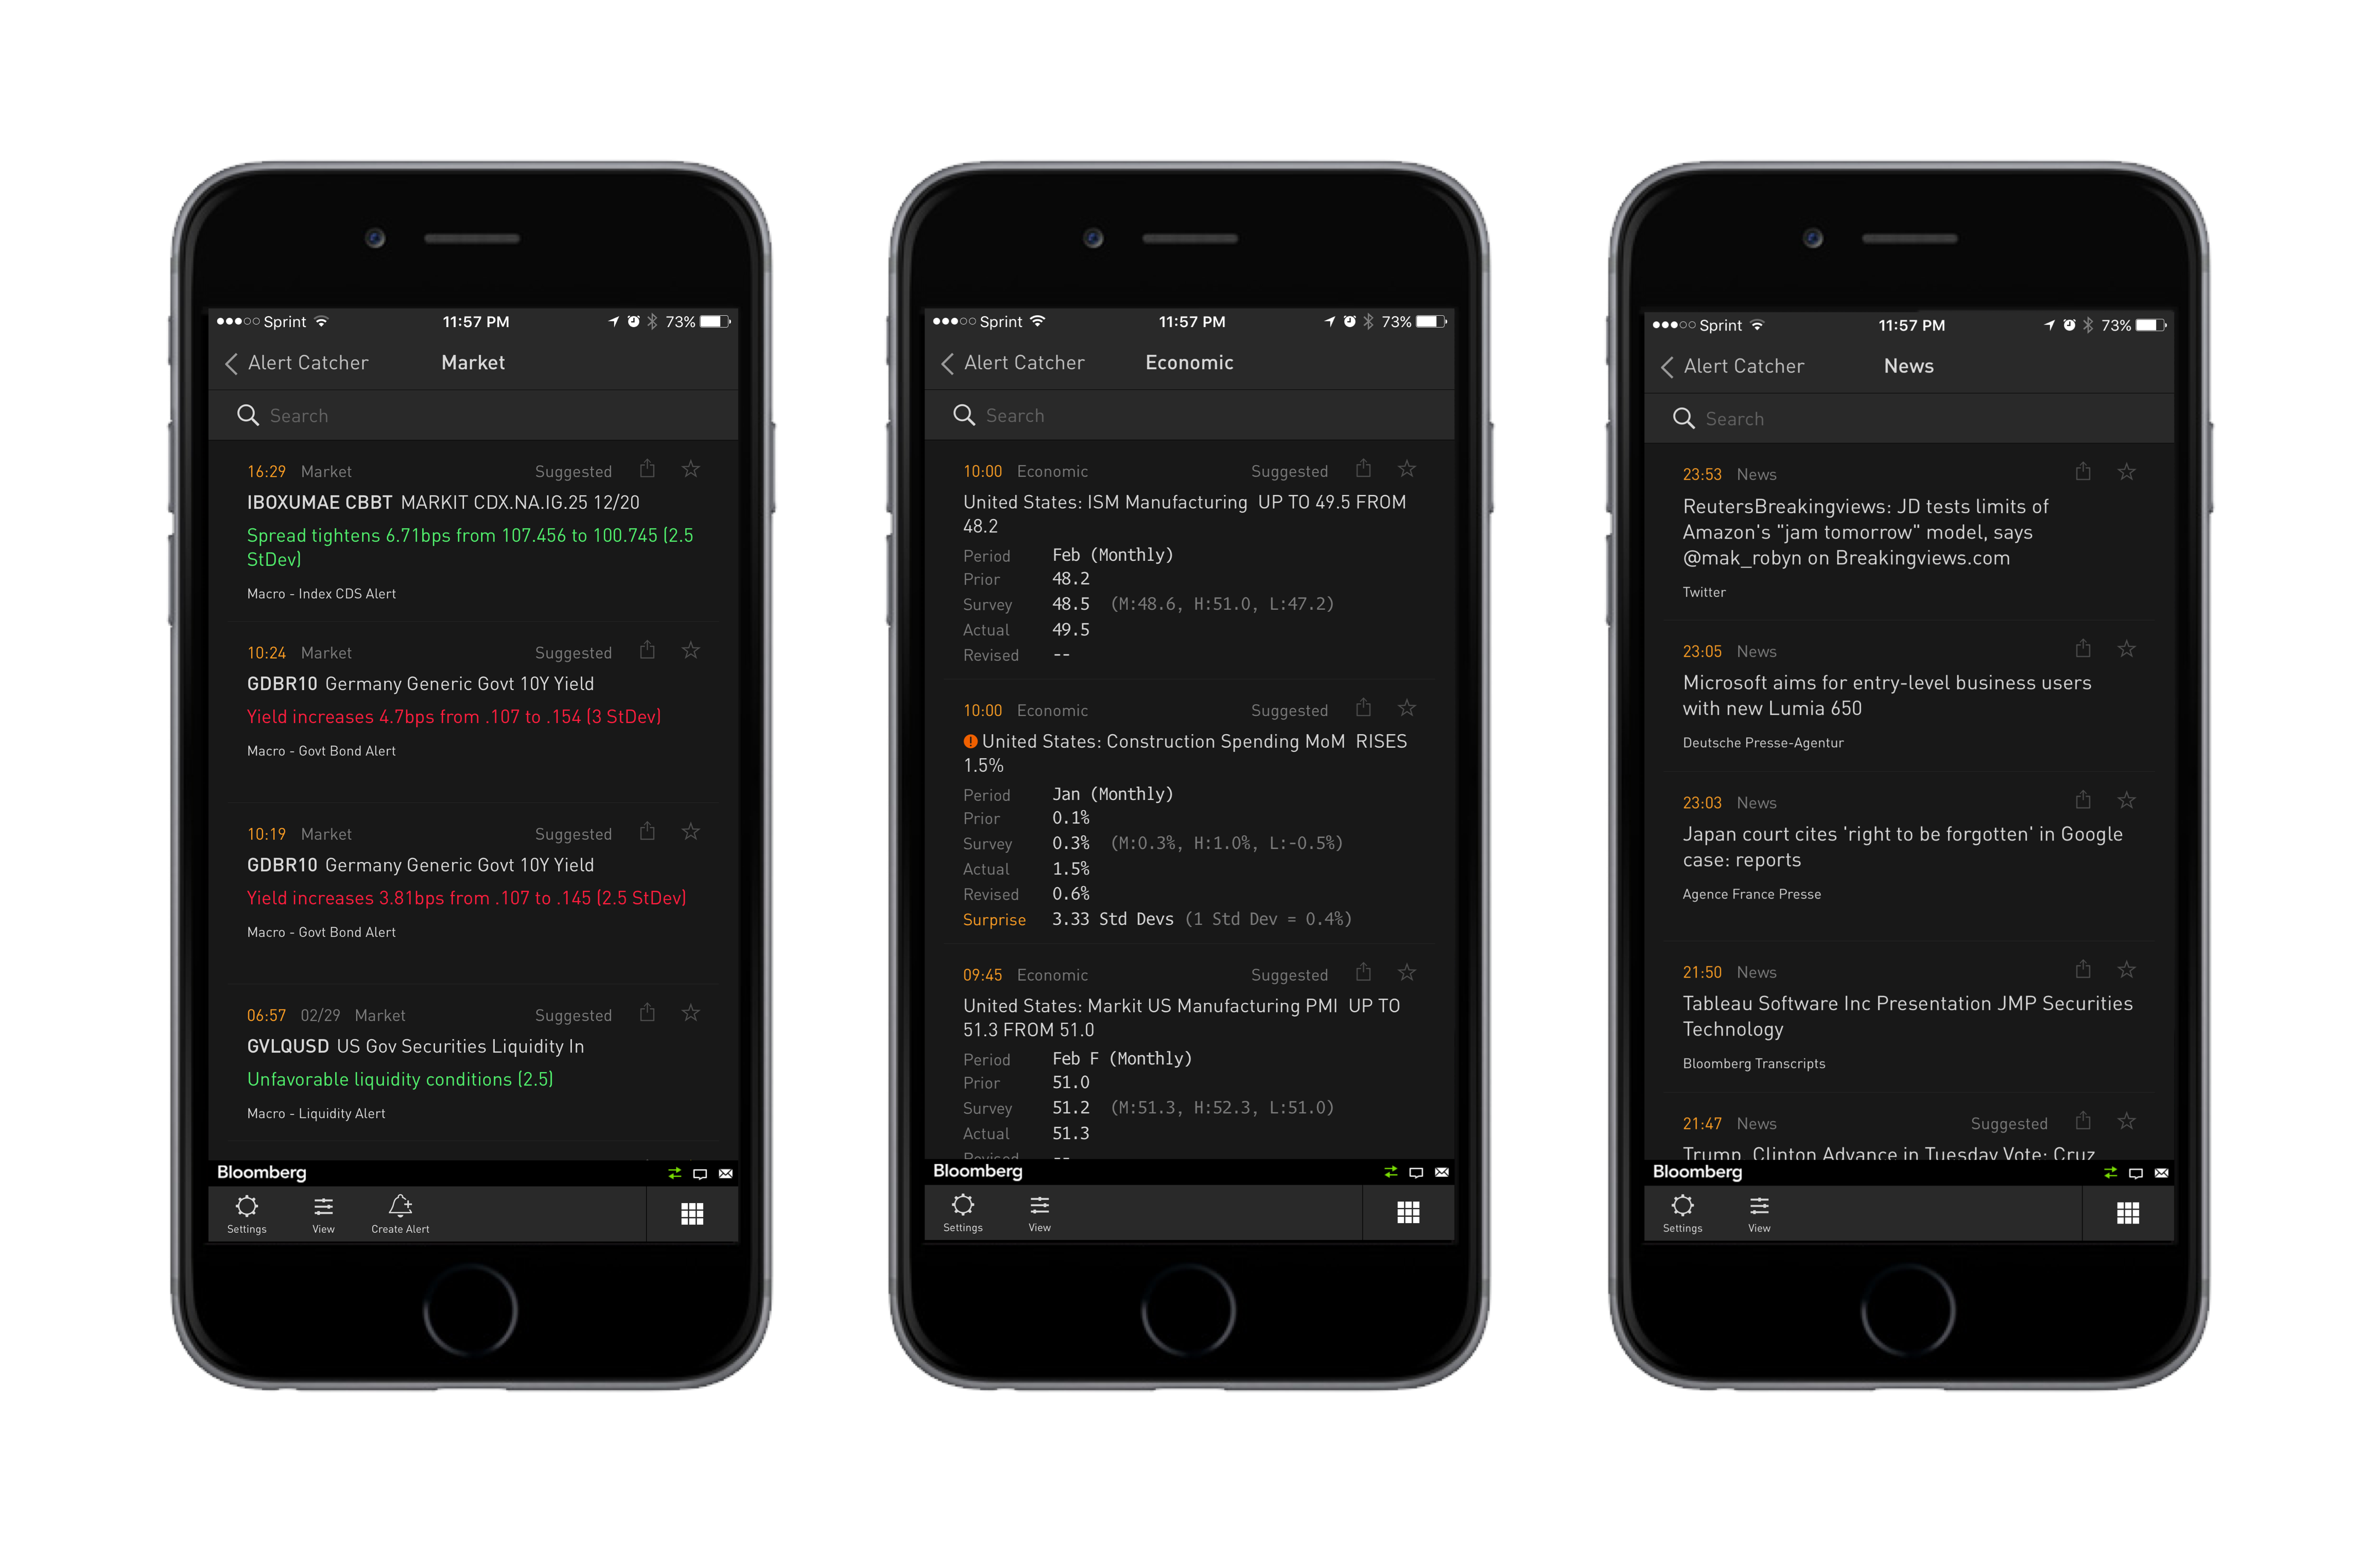 Sprint 11:57 PM 73%
Alert Catcher Market
Search
16:29 Market Suggested
IBOXUMAE CBBT MARKIT CDX.NA.IG.25 12/20
Spread tightens 6.71bps from 107.456 to 100.745 (2.5
StDev)
Macro - Index CDS Alert
10:24 Market Suggested
GDBR10 Germany Generic Govt 10Y Yield
Yield increases 4.7bps from .107 to .154 (3 StDev)
Macro - Govt Bond Alert
10:19 Market Suggested
GDBR10 Germany Generic Govt 10Y Yield
Yield increases 3.81bps from .107 to .145 (2.5 StDev)
Macro - Govt Bond Alert
06:57 02/29 Market Suggested
GVLQUSD US Gov Securities Liquidity In
Unfavorable liquidity conditions (2.5)
Macro - Liquidity Alert
Bloomberg
Settings View Create Alert
Sprint 11:57 PM 73%
Alert Catcher Economic
Search
10:00 Economic Suggested
United States: ISM Manufacturing UP TO 49.5 FROM
48.2
Period Feb (Monthly)
Prior 48.2
Survey 48.5 (M:48.6, H:51.0, L:47.2)
Actual 49.5
Revised --
10:00 Economic Suggested
United States: Construction Spending MoM RISES
1.5%
Period Jan (Monthly)
Prior 0.1%
Survey 0.3% (M:0.3%, H:1.0%, L:-0.5%)
Actual 1.5%
Revised 0.6%
Surprise 3.33 Std Devs (1 Std Dev = 0.4%)
09:45 Economic Suggested
United States: Markit US Manufacturing PMI UP TO
51.3 FROM 51.0
Period Feb F (Monthly)
Prior 51.0
Survey 51.2 (M:51.3, H:52.3, L:51.0)
Actual 51.3
Revised --
Bloomberg
Settings View
Sprint 11:57 PM 73%
Alert Catcher News
Search
23:53 News
ReutersBreakingviews: JD tests limits of
Amazon's "jam tomorrow" model, says
@mak_robyn on Breakingviews.com
Twitter
23:05 News
Microsoft aims for entry-level business users
with new Lumia 650
Deutsche Presse-Agentur
23:03 News
Japan court cites 'right to be forgotten' in Google
case: reports
Agence France Presse
21:50 News
Tableau Software Inc Presentation JMP Securities
Technology
Bloomberg Transcripts
21:47 News Suggested
Trump, Clinton Advance in Tuesday Vote; Cruz
Bloomberg
Settings View